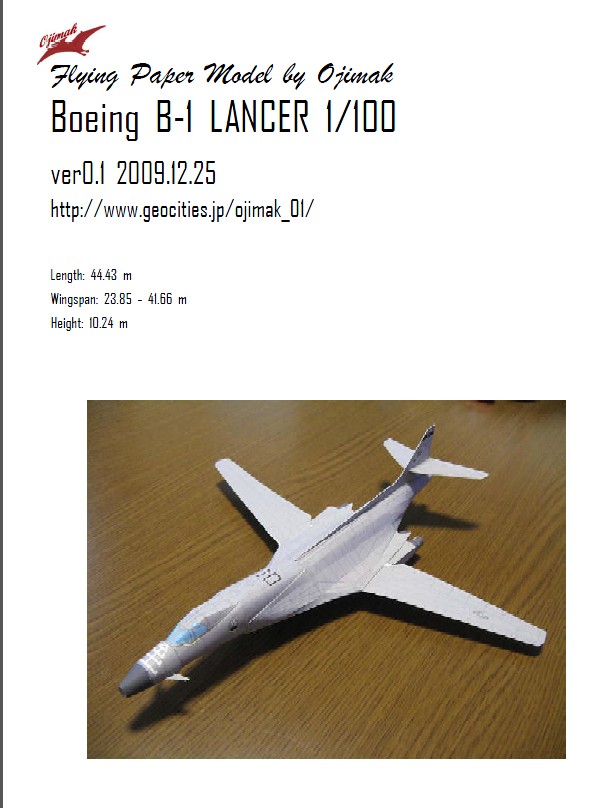 Ojimak
Flying Paper Model by Ojimak
Boeing B-1 LANCER 1/100
ver0.1 2009.12.25
http://www.geocities.jp/ojimak_01/
Length: 44.43 m
Wingspan: 23.85 - 41.66 m
Height: 10.24 m